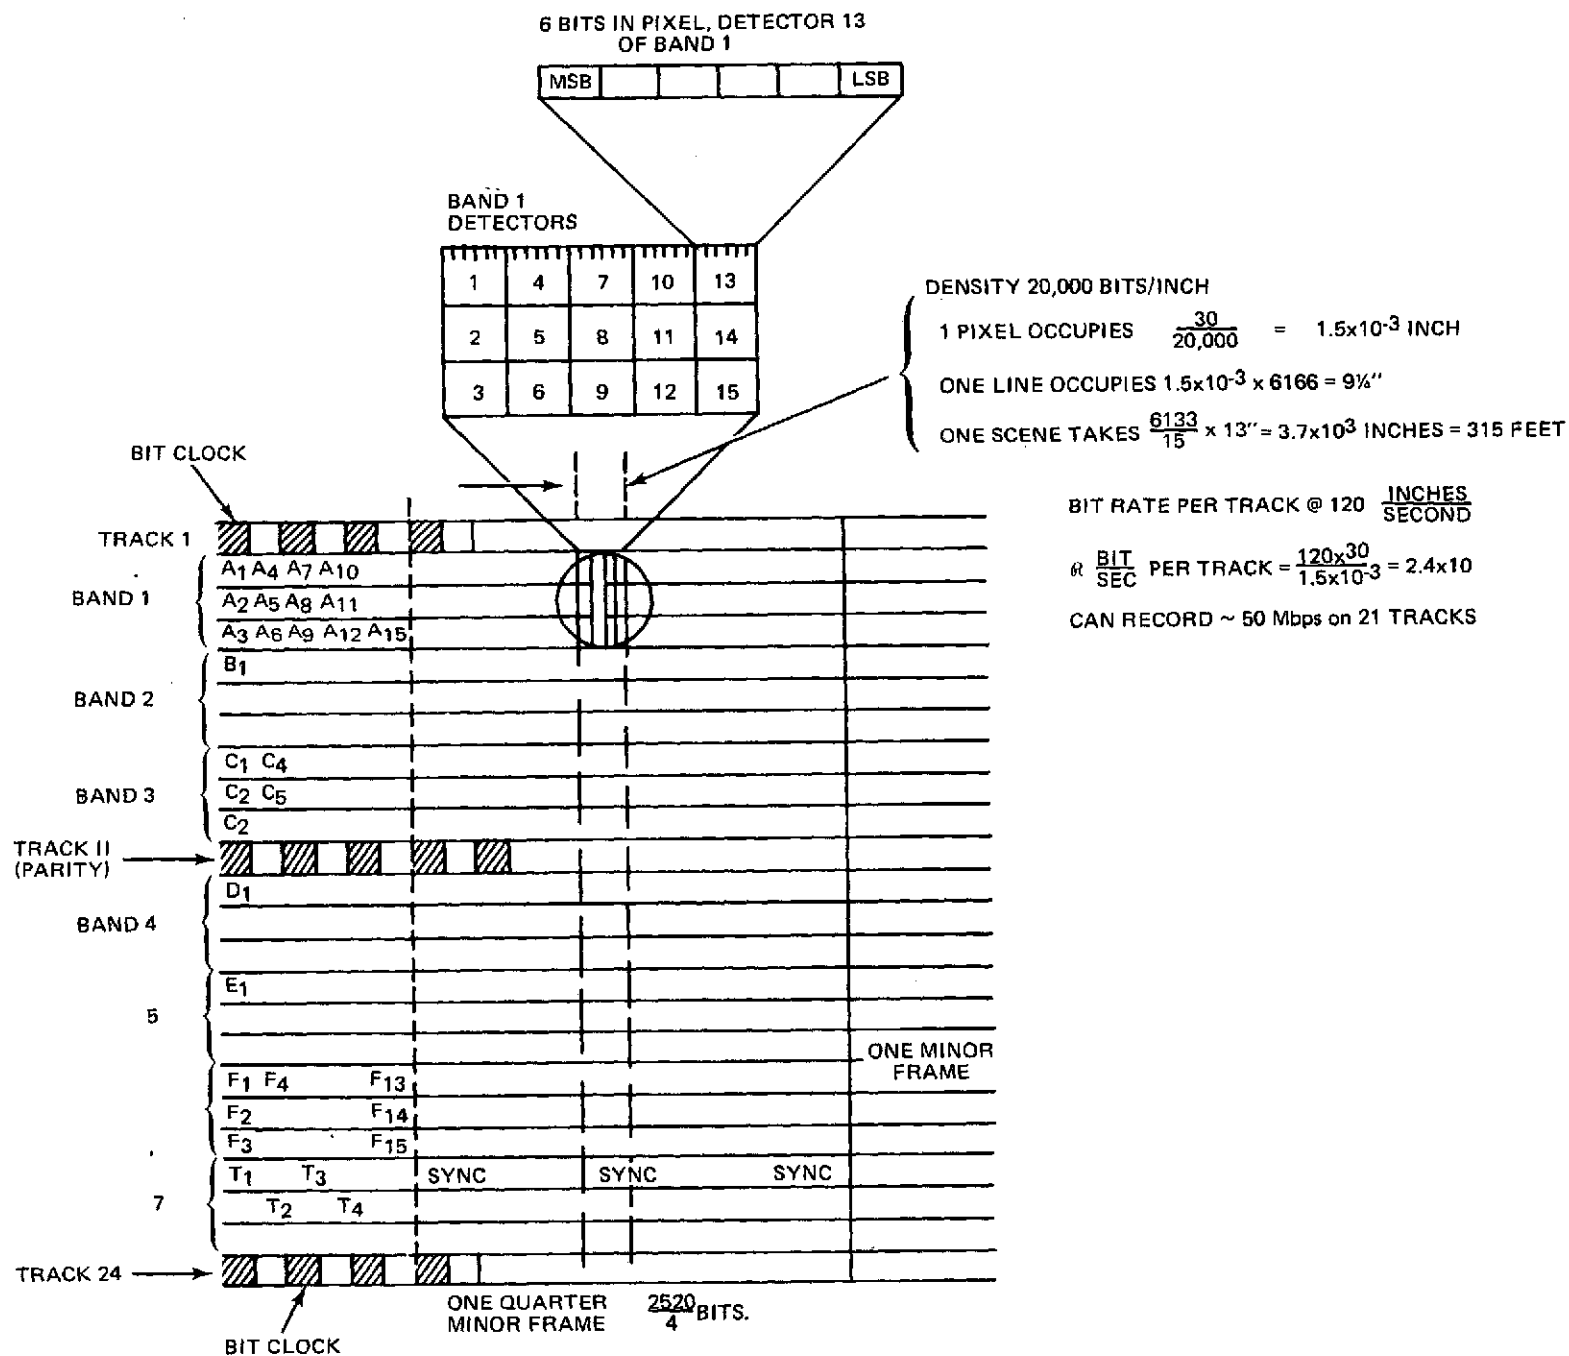 6 BITS IN PIXEL, DETECTOR 13
OF BAND 1
MSB LSB
BAND 1
DETECTORS
1 4 7 10 13
2 5 8 11 14
3 6 9 12 15
DENSITY 20,000 BITS/INCH
1 PIXEL OCCUPIES 30/20,000 = 1.5x10-3 INCH
ONE LINE OCCUPIES 1.5x10-3 x 6166 = 9¼"
ONE SCENE TAKES 6133/15 x 13" = 3.7x10³ INCHES = 315 FEET
BIT RATE PER TRACK @ 120 INCHES/SECOND
R BIT/SEC PER TRACK = 120x30/1.5x10-3 = 2.4x10
CAN RECORD ~ 50 Mbps on 21 TRACKS
BIT CLOCK
TRACK 1
BAND 1
A1 A4 A7 A10
A2 A5 A8 A11
A3 A6 A9 A12 A15
BAND 2
B1
BAND 3
C1 C4
C2 C5
C2
TRACK II
(PARITY)
BAND 4
D1
5
E1
ONE MINOR
FRAME
F1 F4 F13
F2 F14
F3 F15
7
T1 T3 SYNC SYNC SYNC
T2 T4
TRACK 24
ONE QUARTER
MINOR FRAME
2520/4 BITS.
BIT CLOCK